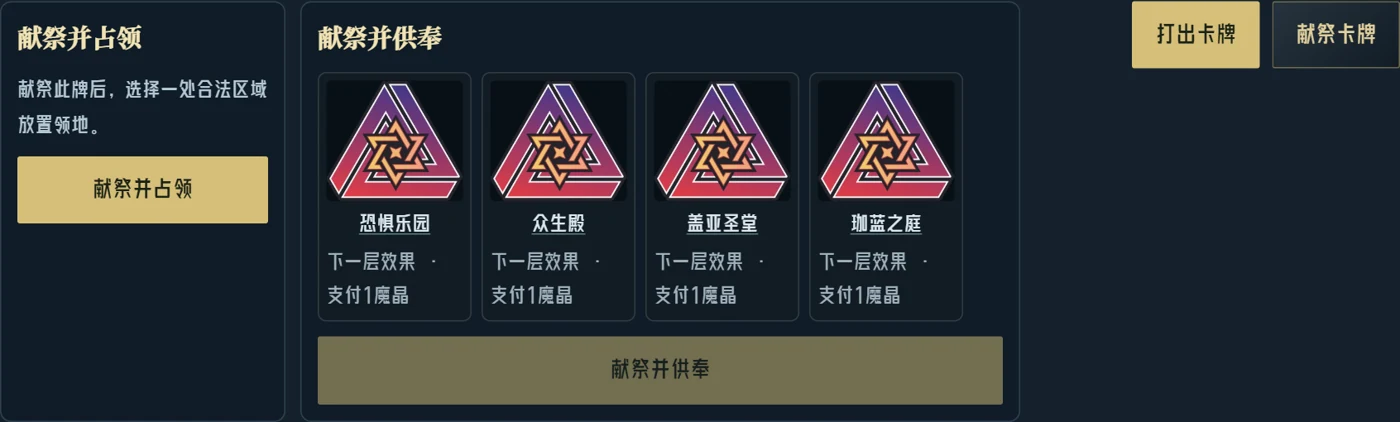 献祭并占领
献祭此牌后，选择一处合法区域
放置领地。
献祭并占领
献祭并供奉
恐惧乐园
下一层效果 ·
支付1魔晶
众生殿
下一层效果 ·
支付1魔晶
盖亚圣堂
下一层效果 ·
支付1魔晶
珈蓝之庭
下一层效果 ·
支付1魔晶
献祭并供奉
打出卡牌
献祭卡牌